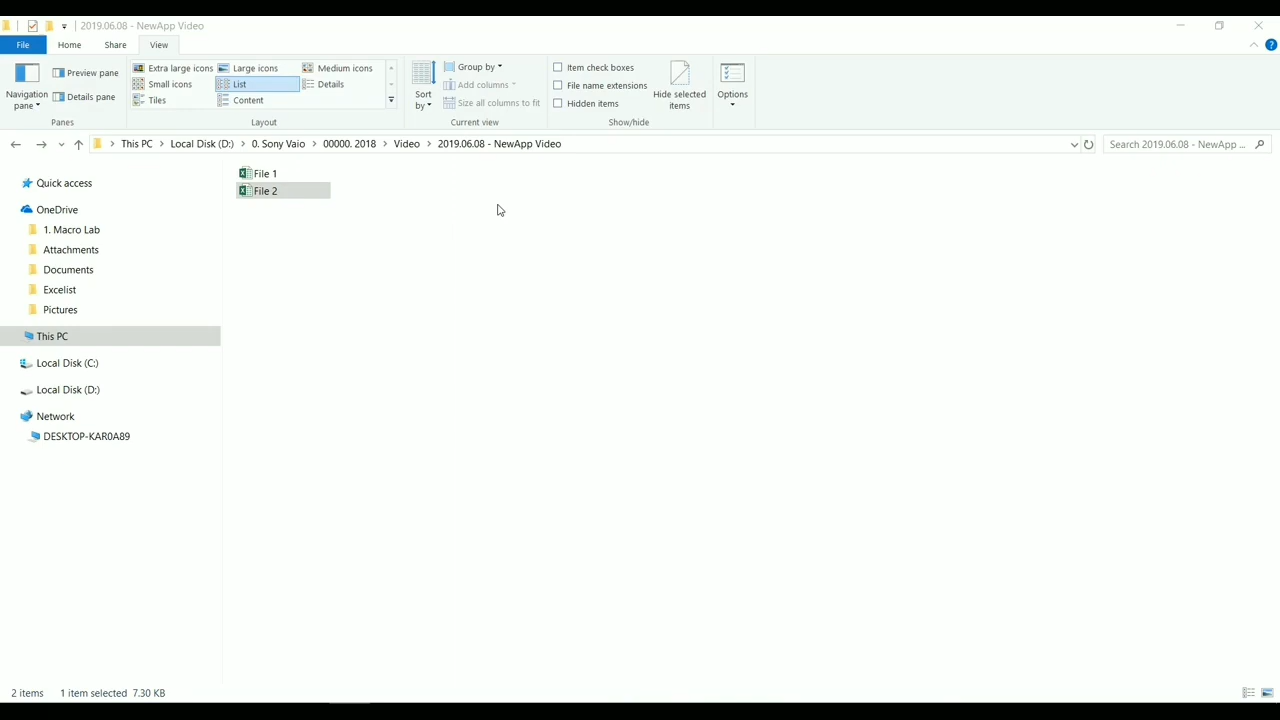 2019.06.08 - NewApp Video
File Home Share View
Navigation pane
Preview pane
Details pane
Panes
Extra large icons Large icons Medium icons
Small icons List Details
Tiles Content
Layout
Sort by
Group by
Add columns
Size all columns to fit
Current view
Item check boxes
File name extensions
Hidden items
Hide selected items
Show/hide
Options
This PC Local Disk (D:) 0. Sony Vaio 00000. 2018 Video 2019.06.08 - NewApp Video
Search 2019.06.08 - NewApp ...
Quick access
OneDrive
1. Macro Lab
Attachments
Documents
Excelist
Pictures
This PC
Local Disk (C:)
Local Disk (D:)
Network
DESKTOP-KAR0A89
File 1
File 2
2 items 1 item selected 7.30 KB